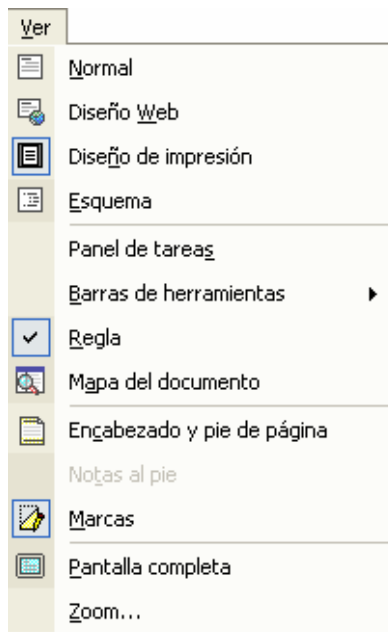 Ver
Normal
Diseño Web
Diseño de impresión
Esquema
Panel de tareas
Barras de herramientas
Regla
Mapa del documento
Encabezado y pie de página
Notas al pie
Marcas
Pantalla completa
Zoom...